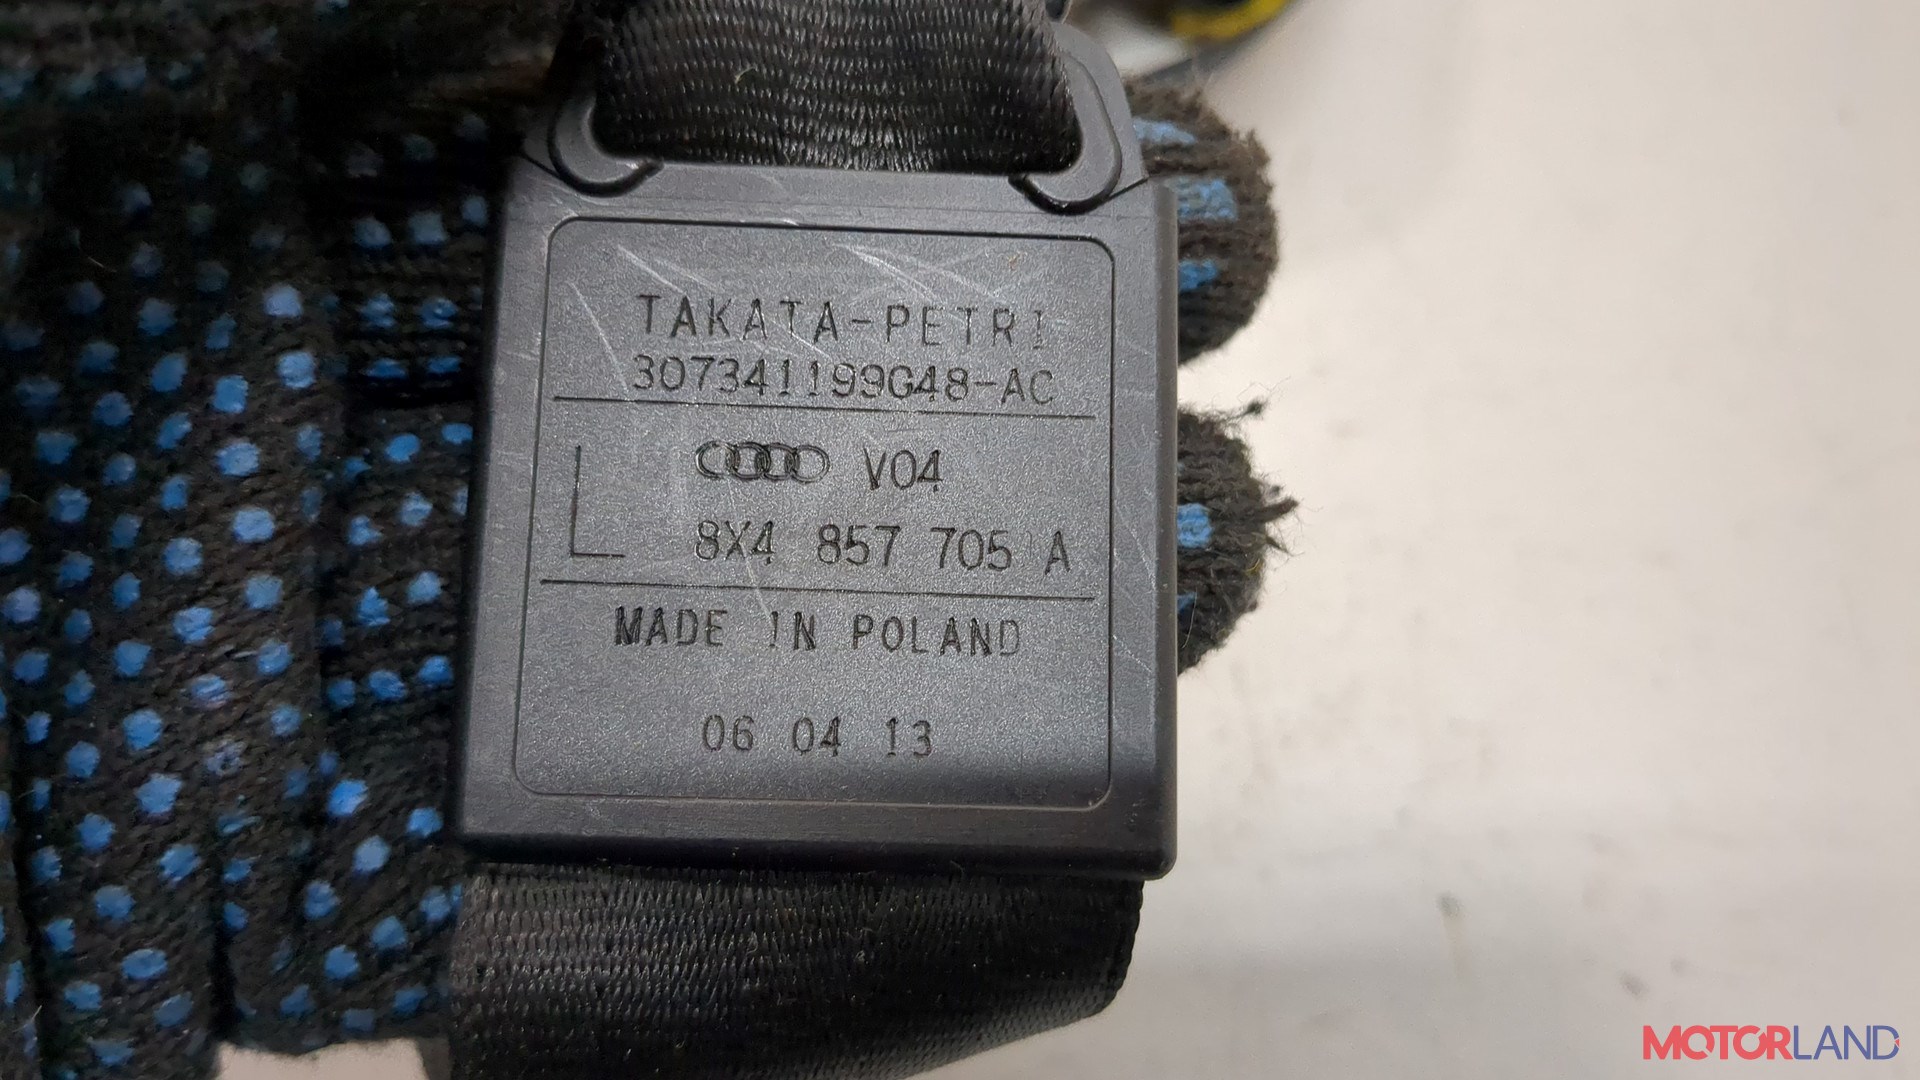 TAKATA-PETRI
307341199G48-AC
V04
L 8X4 857 705 A
MADE IN POLAND
06 04 13
MOTORLAND